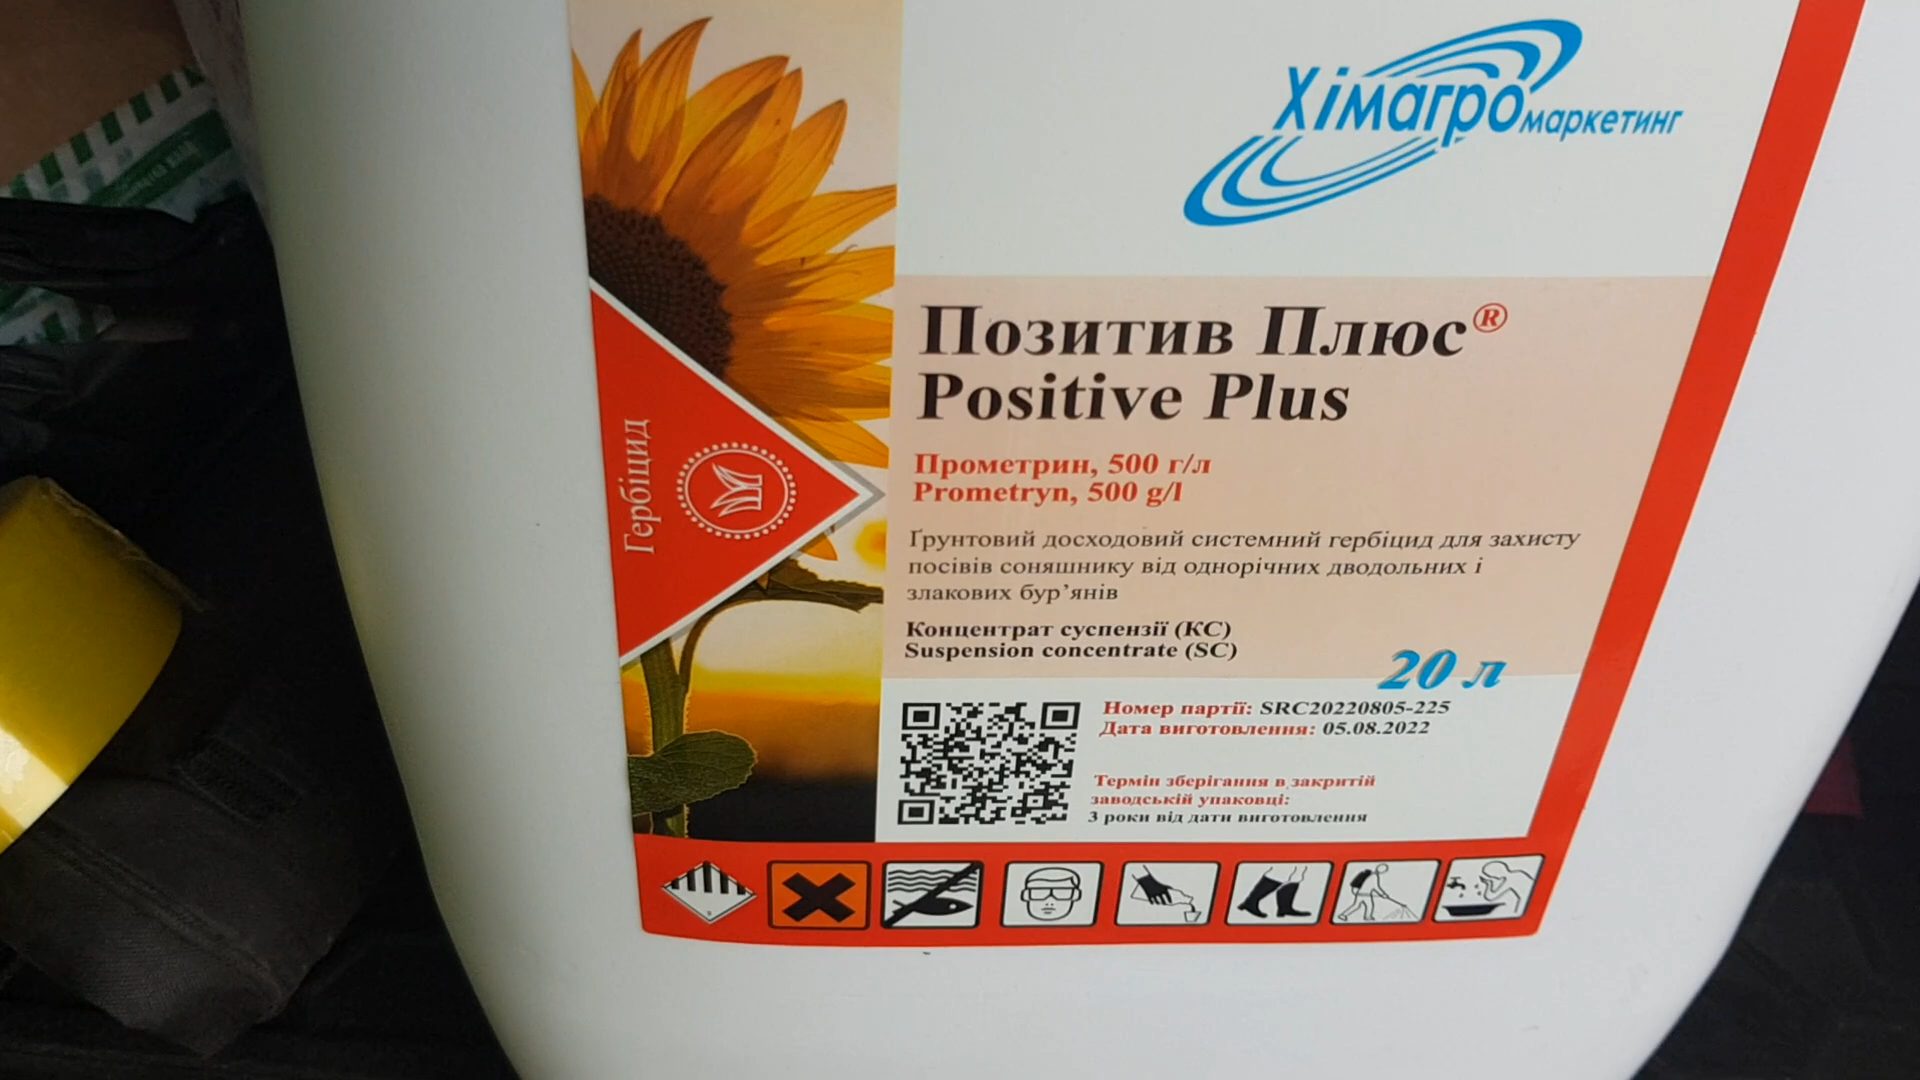 Хімагромаркетинг
Позитив Плюс®
Positive Plus
Гербіцид
Прометрин, 500 г/л
Prometryn, 500 g/l
Ґрунтовий досходовий системний гербіцид для захисту
посівів соняшнику від однорічних дводольних і
злакових бур’янів
Концентрат суспензії (КС)
Suspension concentrate (SC)
20 л
Номер партії: SRC20220805-225
Дата виготовлення: 05.08.2022
Термін зберігання в закритій
заводській упаковці:
3 роки від дати виготовлення